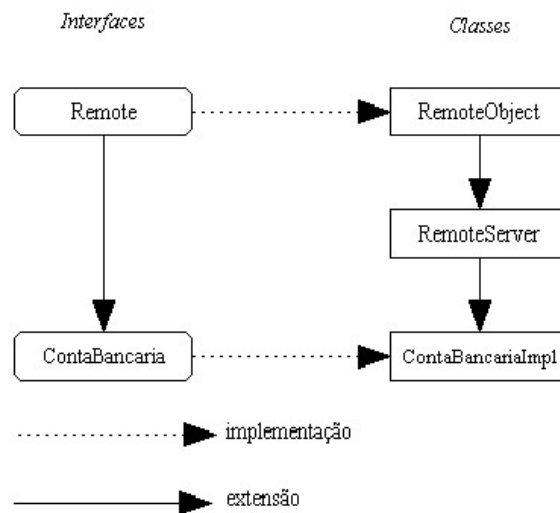 Interfaces
Classes
Remote
RemoteObject
RemoteServer
ContaBancaria
ContaBancariaImpl
implementação
extensão